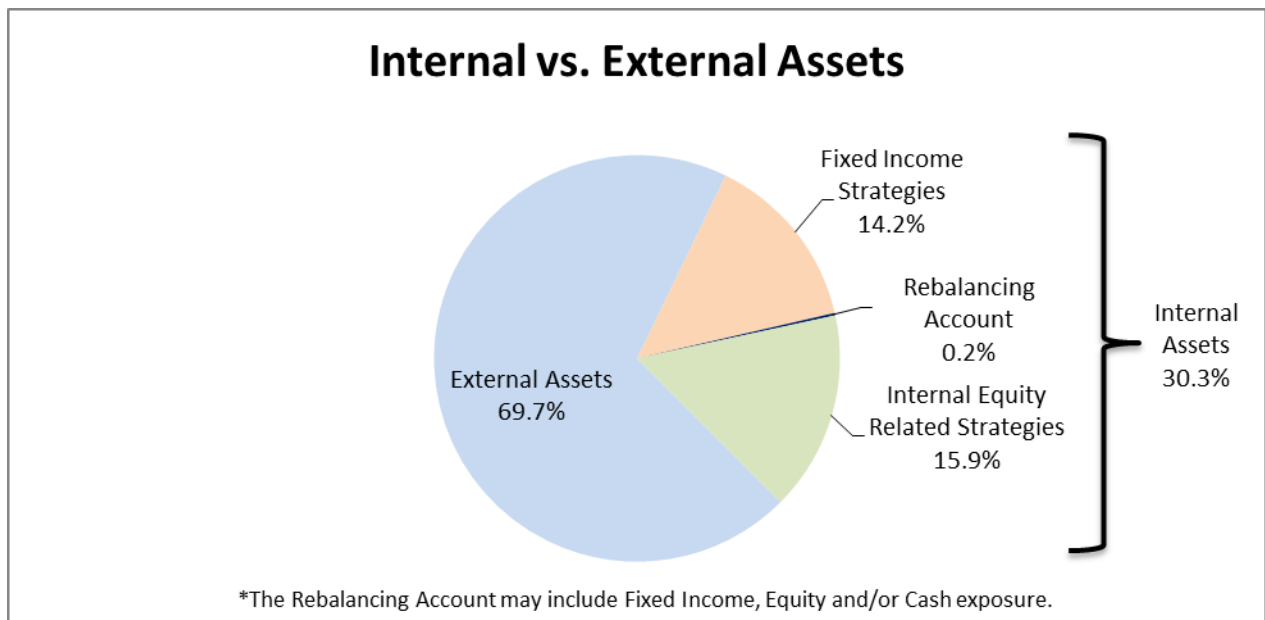 Internal vs. External Assets
Fixed Income
Strategies
14.2%
Rebalancing
Account
0.2%
Internal
Assets
30.3%
External Assets
69.7%
Internal Equity
Related Strategies
15.9%
*The Rebalancing Account may include Fixed Income, Equity and/or Cash exposure.